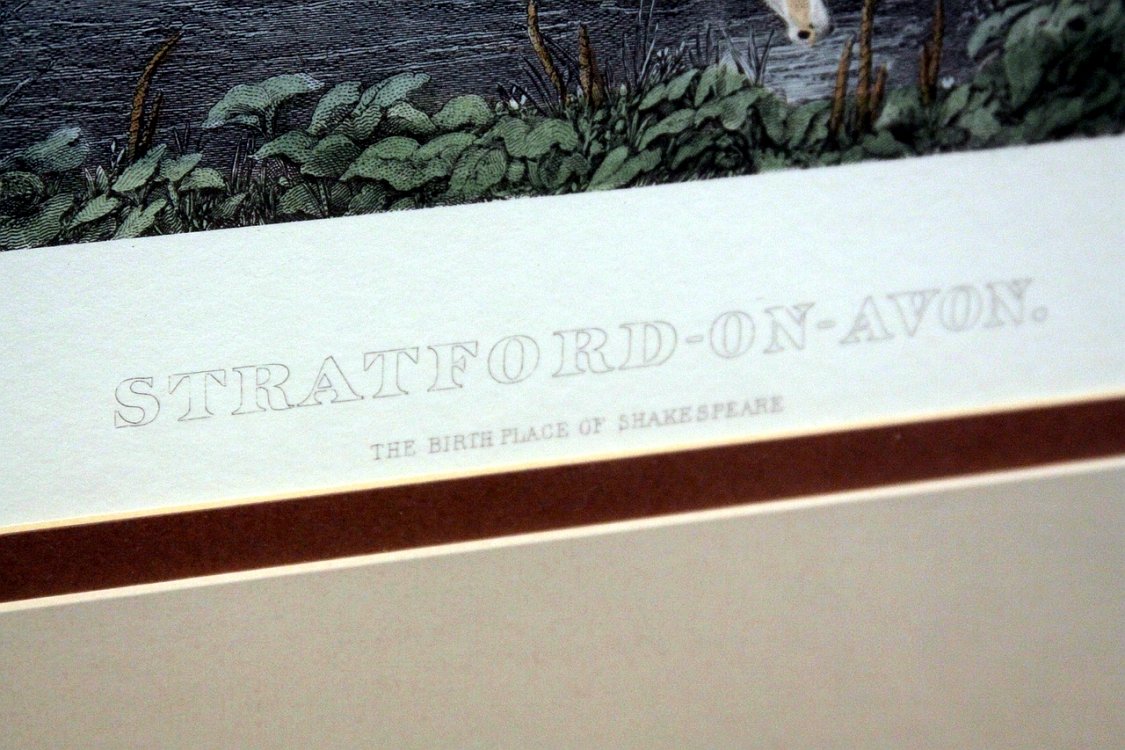 STRATFORD-ON-AVON.
THE BIRTH PLACE OF SHAKESPEARE